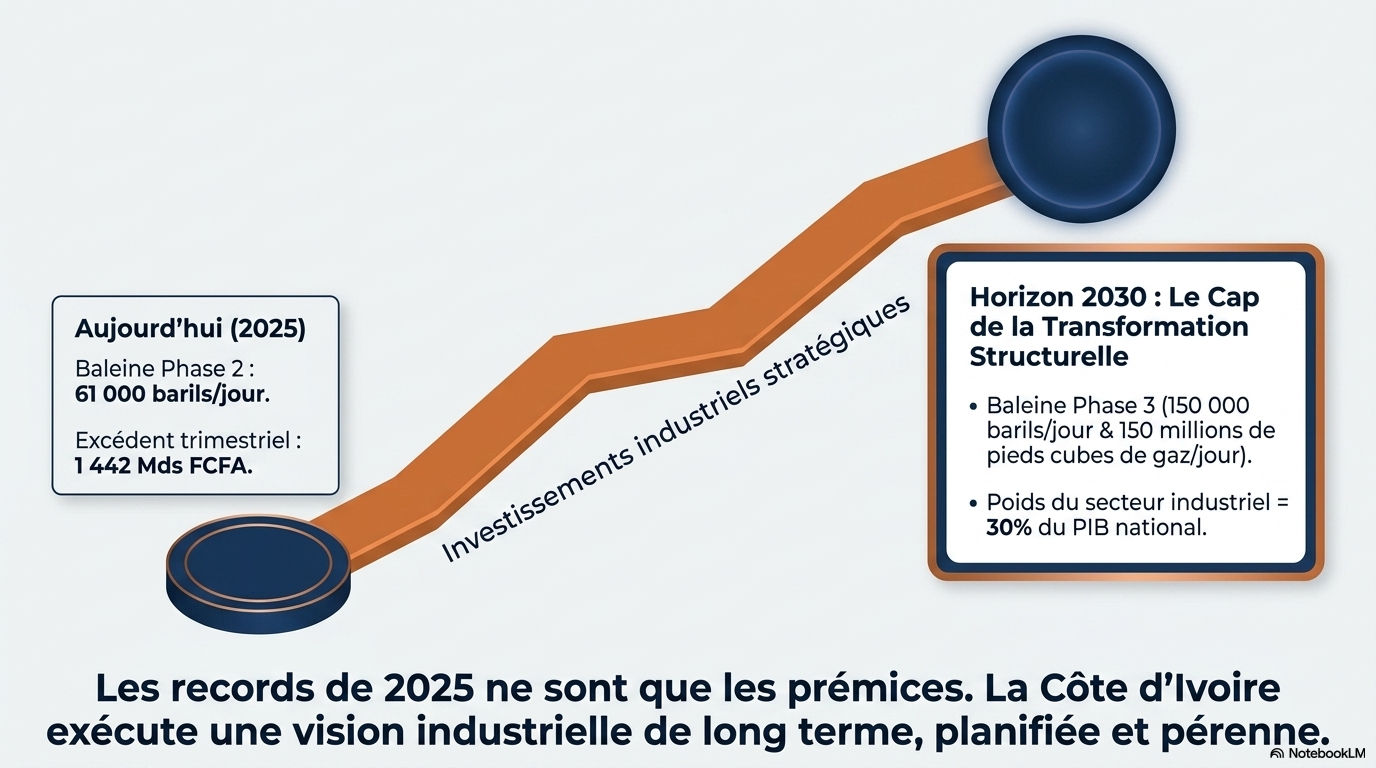 Aujourd’hui (2025)
Baleine Phase 2 :
61 000 barils/jour.
Excédent trimestriel :
1 442 Mds FCFA.
Investissements industriels stratégiques
Horizon 2030 : Le Cap
de la Transformation
Structurelle
• Baleine Phase 3 (150 000
barils/jour & 150 millions de
pieds cubes de gaz/jour).
• Poids du secteur industriel =
30% du PIB national.
Les records de 2025 ne sont que les prémices. La Côte d’Ivoire
exécute une vision industrielle de long terme, planifiée et pérenne.
NotebookLM